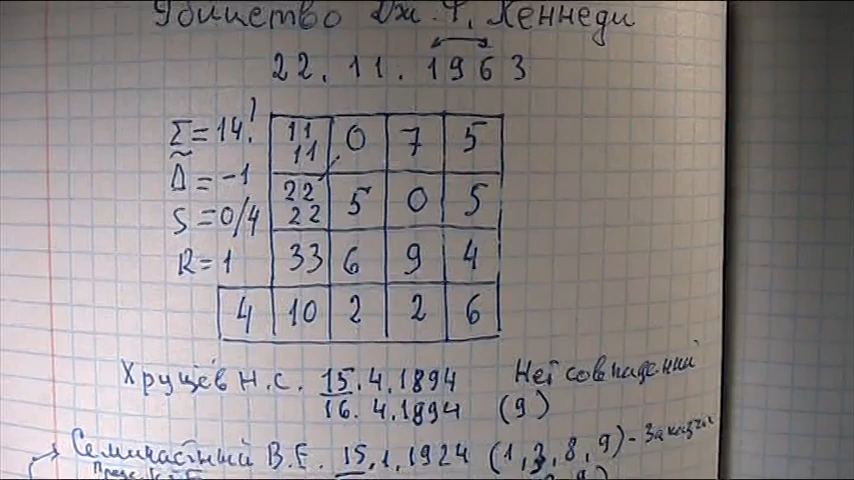 Убийство Дж. Ф. Кеннеди
22. 11. 1963
Σ = 14!
11 11 0 7 5
Δ = -1
22 22 5 0 5
S = 0/4
R = 1
33 6 9 4
4 10 2 2 6
Хрущёв Н.С. 15.4.1894 Нет совпадений
16.4.1894 (9)
Семичастный В.Е. 15.1.1924 (1,3,8,9) - Заказчик